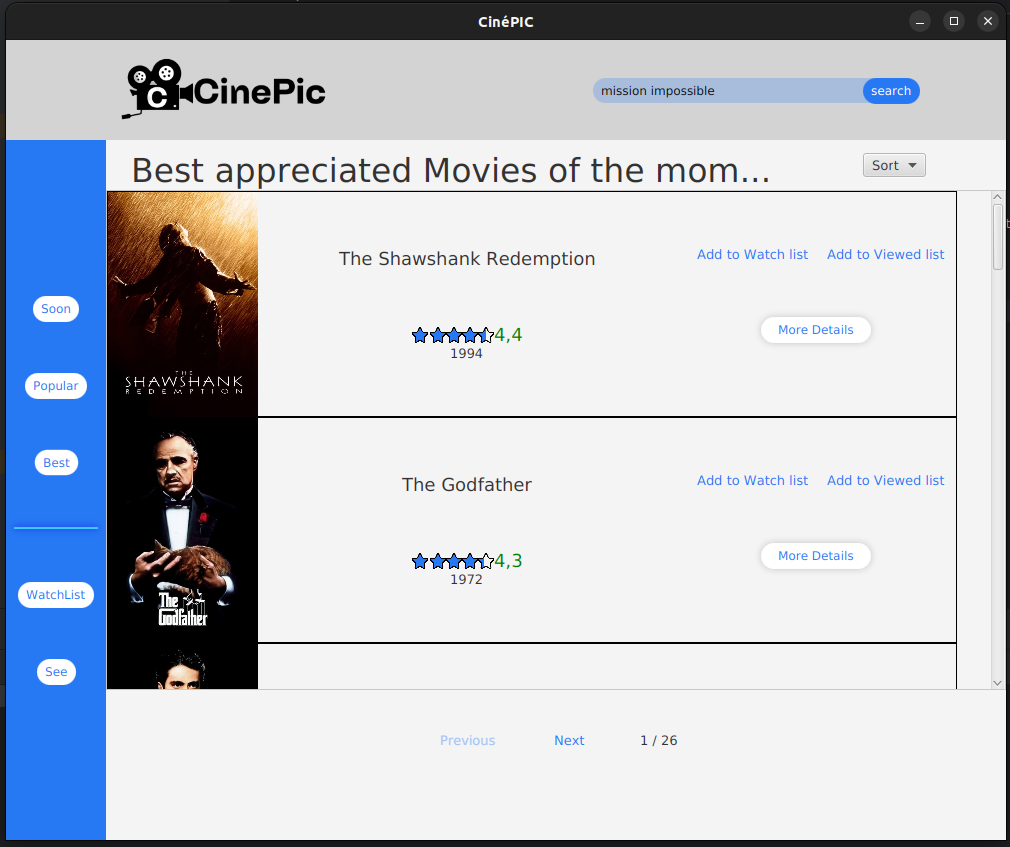 CinéPIC
C
CinePic
mission impossible
search
Best appreciated Movies of the mom...
Sort
Soon
Popular
Best
WatchList
See
THE
SHAWSHANK
REDEMPTION
The Shawshank Redemption
4,4
1994
Add to Watch list
Add to Viewed list
More Details
The
Godfather
The Godfather
4,3
1972
Add to Watch list
Add to Viewed list
More Details
Previous
Next
1 / 26